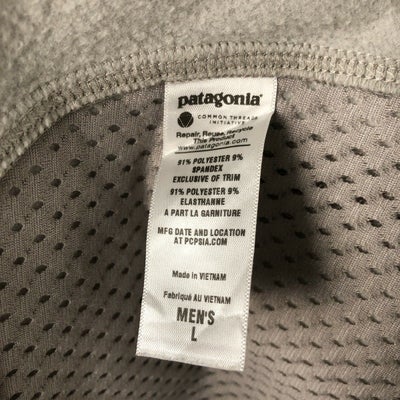 patagonia®
COMMON THREADS
INITIATIVE
Repair, Reuse, Recycle
This Product
www.patagonia.com
91% POLYESTER 9%
SPANDEX
EXCLUSIVE OF TRIM
91% POLYESTER 9%
ELASTHANNE
A PART LA GARNITURE
MFG DATE AND LOCATION
AT PCPSIA.COM
Made in VIETNAM
Fabriqué AU VIETNAM
MEN'S
L